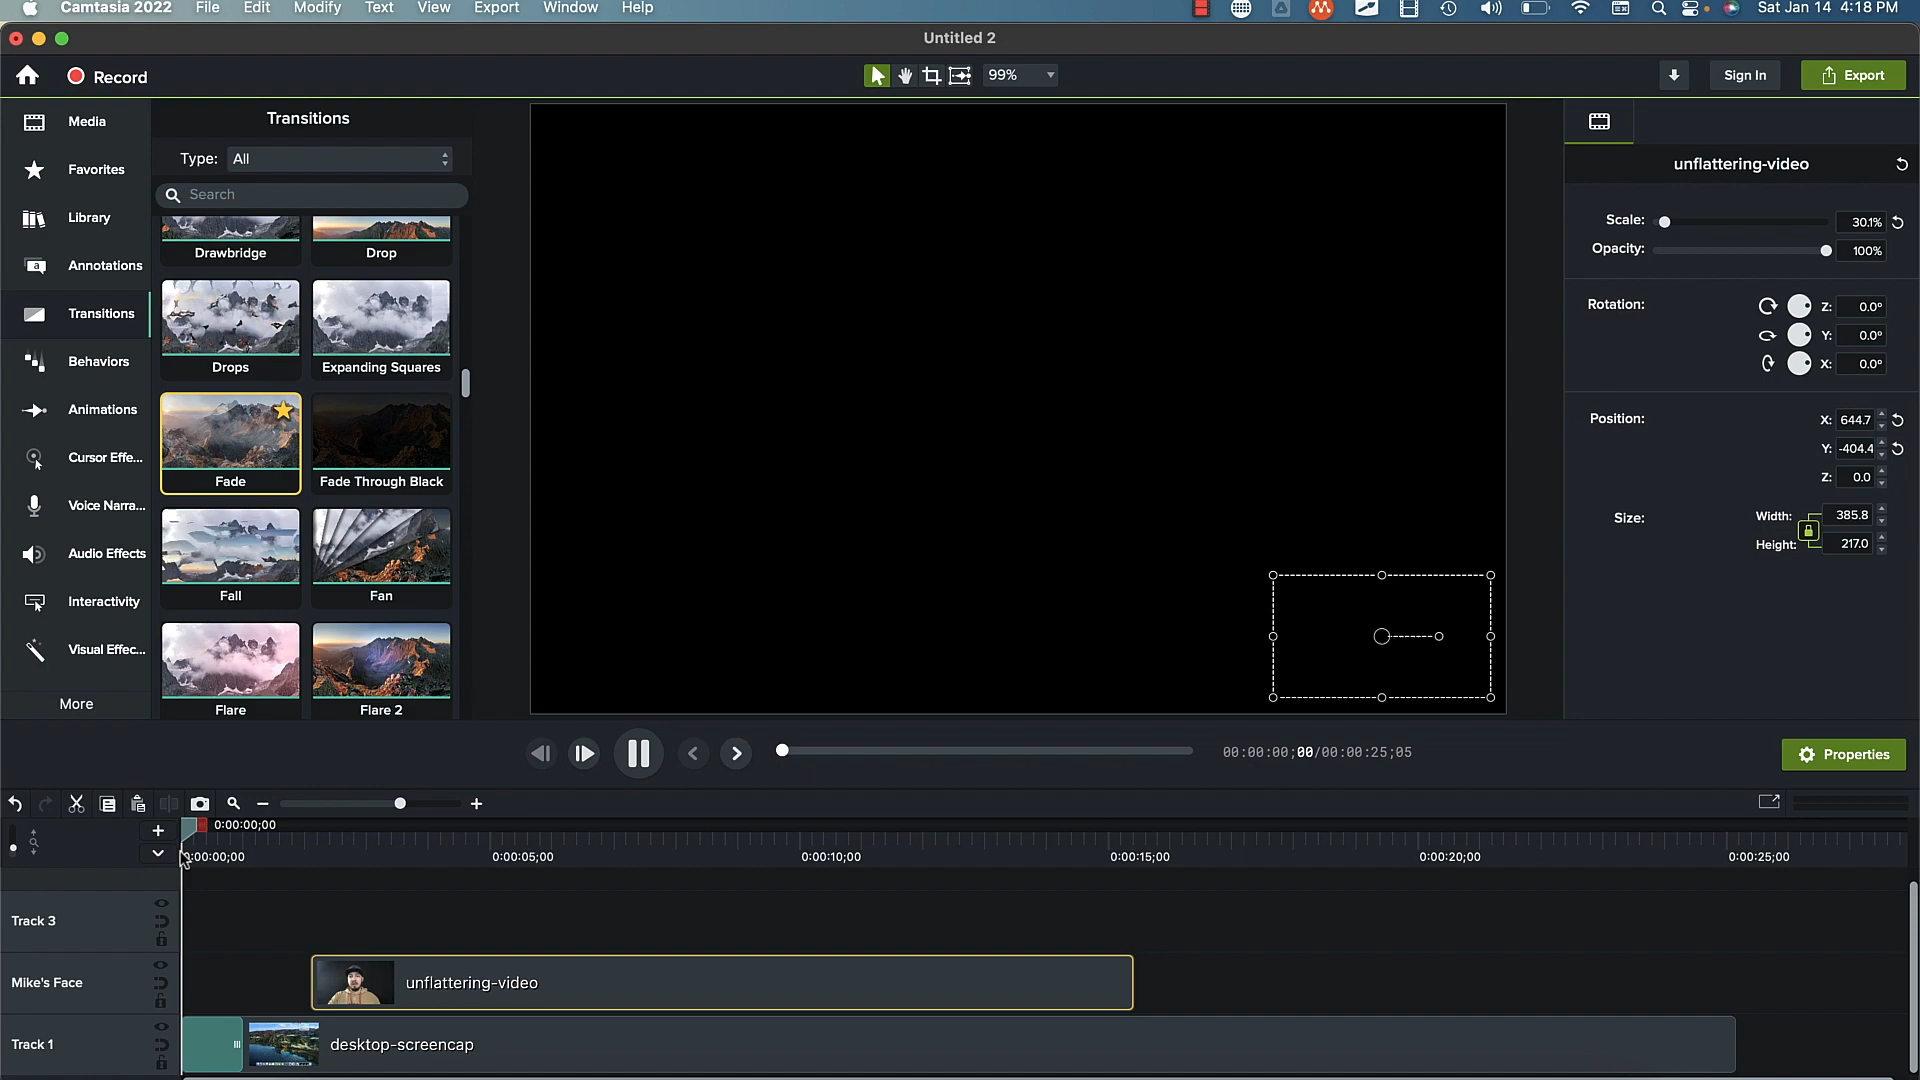 Camtasia 2022 File Edit Modify Text View Export Window Help Sat Jan 14 4:18 PM
Untitled 2
Record 99% Sign In Export
Media
Favorites
Library
Annotations
Transitions
Behaviors
Animations
Cursor Effe...
Voice Narra...
Audio Effects
Interactivity
Visual Effec...
More
Transitions
Type: All
Search
Drawbridge Drop
Drops Expanding Squares
Fade Fade Through Black
Fall Fan
Flare Flare 2
unflattering-video
Scale: 30.1%
Opacity: 100%
Rotation: Z: 0.0°
Y: 0.0°
X: 0.0°
Position: X: 644.7
Y: -404.4
Z: 0.0
Size: Width: 385.8
Height: 217.0
00:00:00;00/00:00:25;05
Properties
0:00:00;00
0:00:00;00 0:00:05;00 0:00:10;00 0:00:15;00 0:00:20;00 0:00:25;00
Track 3
Mike's Face unflattering-video
Track 1 desktop-screencap